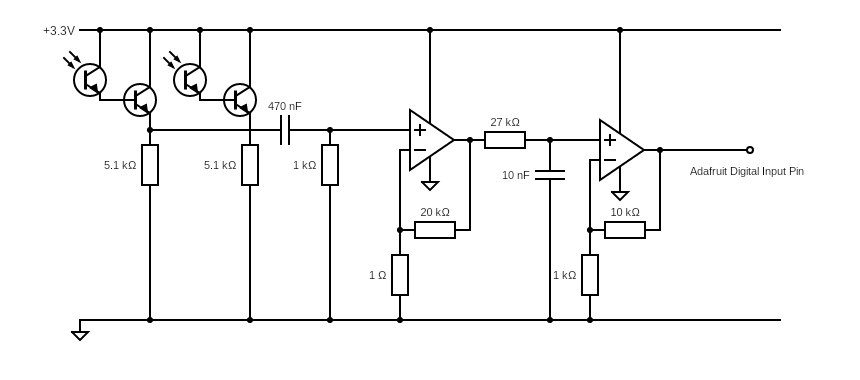 +3.3V
470 nF
27 kΩ
5.1 kΩ
5.1 kΩ
1 kΩ
10 nF
Adafruit Digital Input Pin
20 kΩ
10 kΩ
1 Ω
1 kΩ